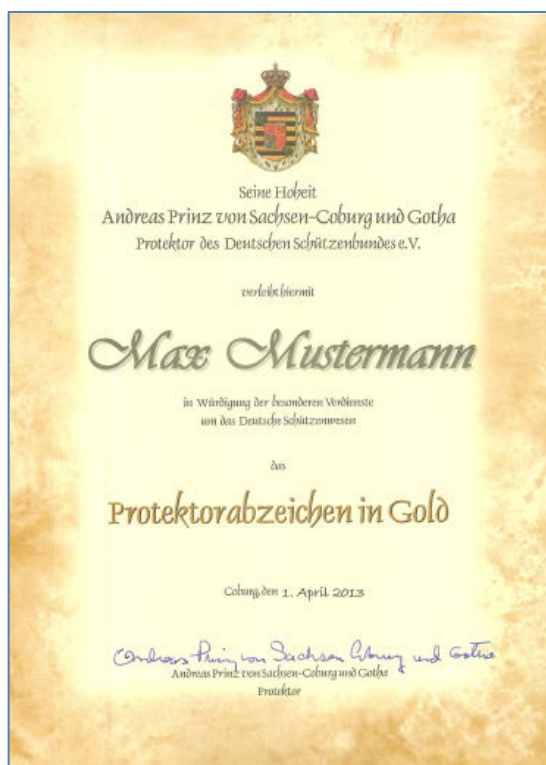 Seine Hoheit
Andreas Prinz von Sachsen-Coburg und Gotha
Protektor des Deutschen Schützenbundes e.V.
verleiht hiermit
Max Mustermann
in Würdigung der besonderen Verdienste
um das Deutsche Schützenwesen
das
Protektorabzeichen in Gold
Coburg, den 1. April 2013
Andreas Prinz von Sachsen Coburg und Gotha
Andreas Prinz von Sachsen-Coburg und Gotha
Protektor